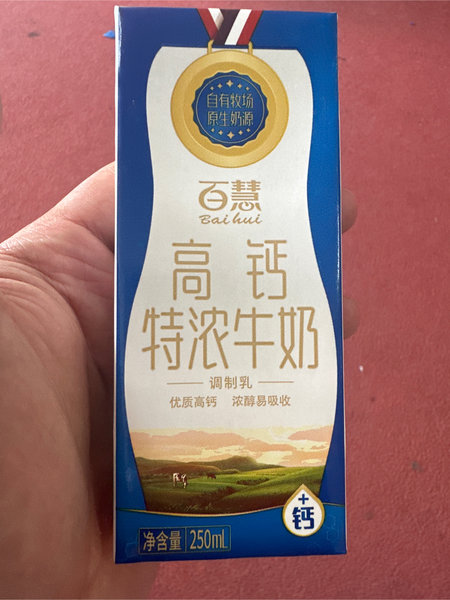 自有牧场
原生奶源
百慧
Bai hui
高钙
特浓牛奶
调制乳
优质高钙 浓醇易吸收
+
钙
净含量 250mL